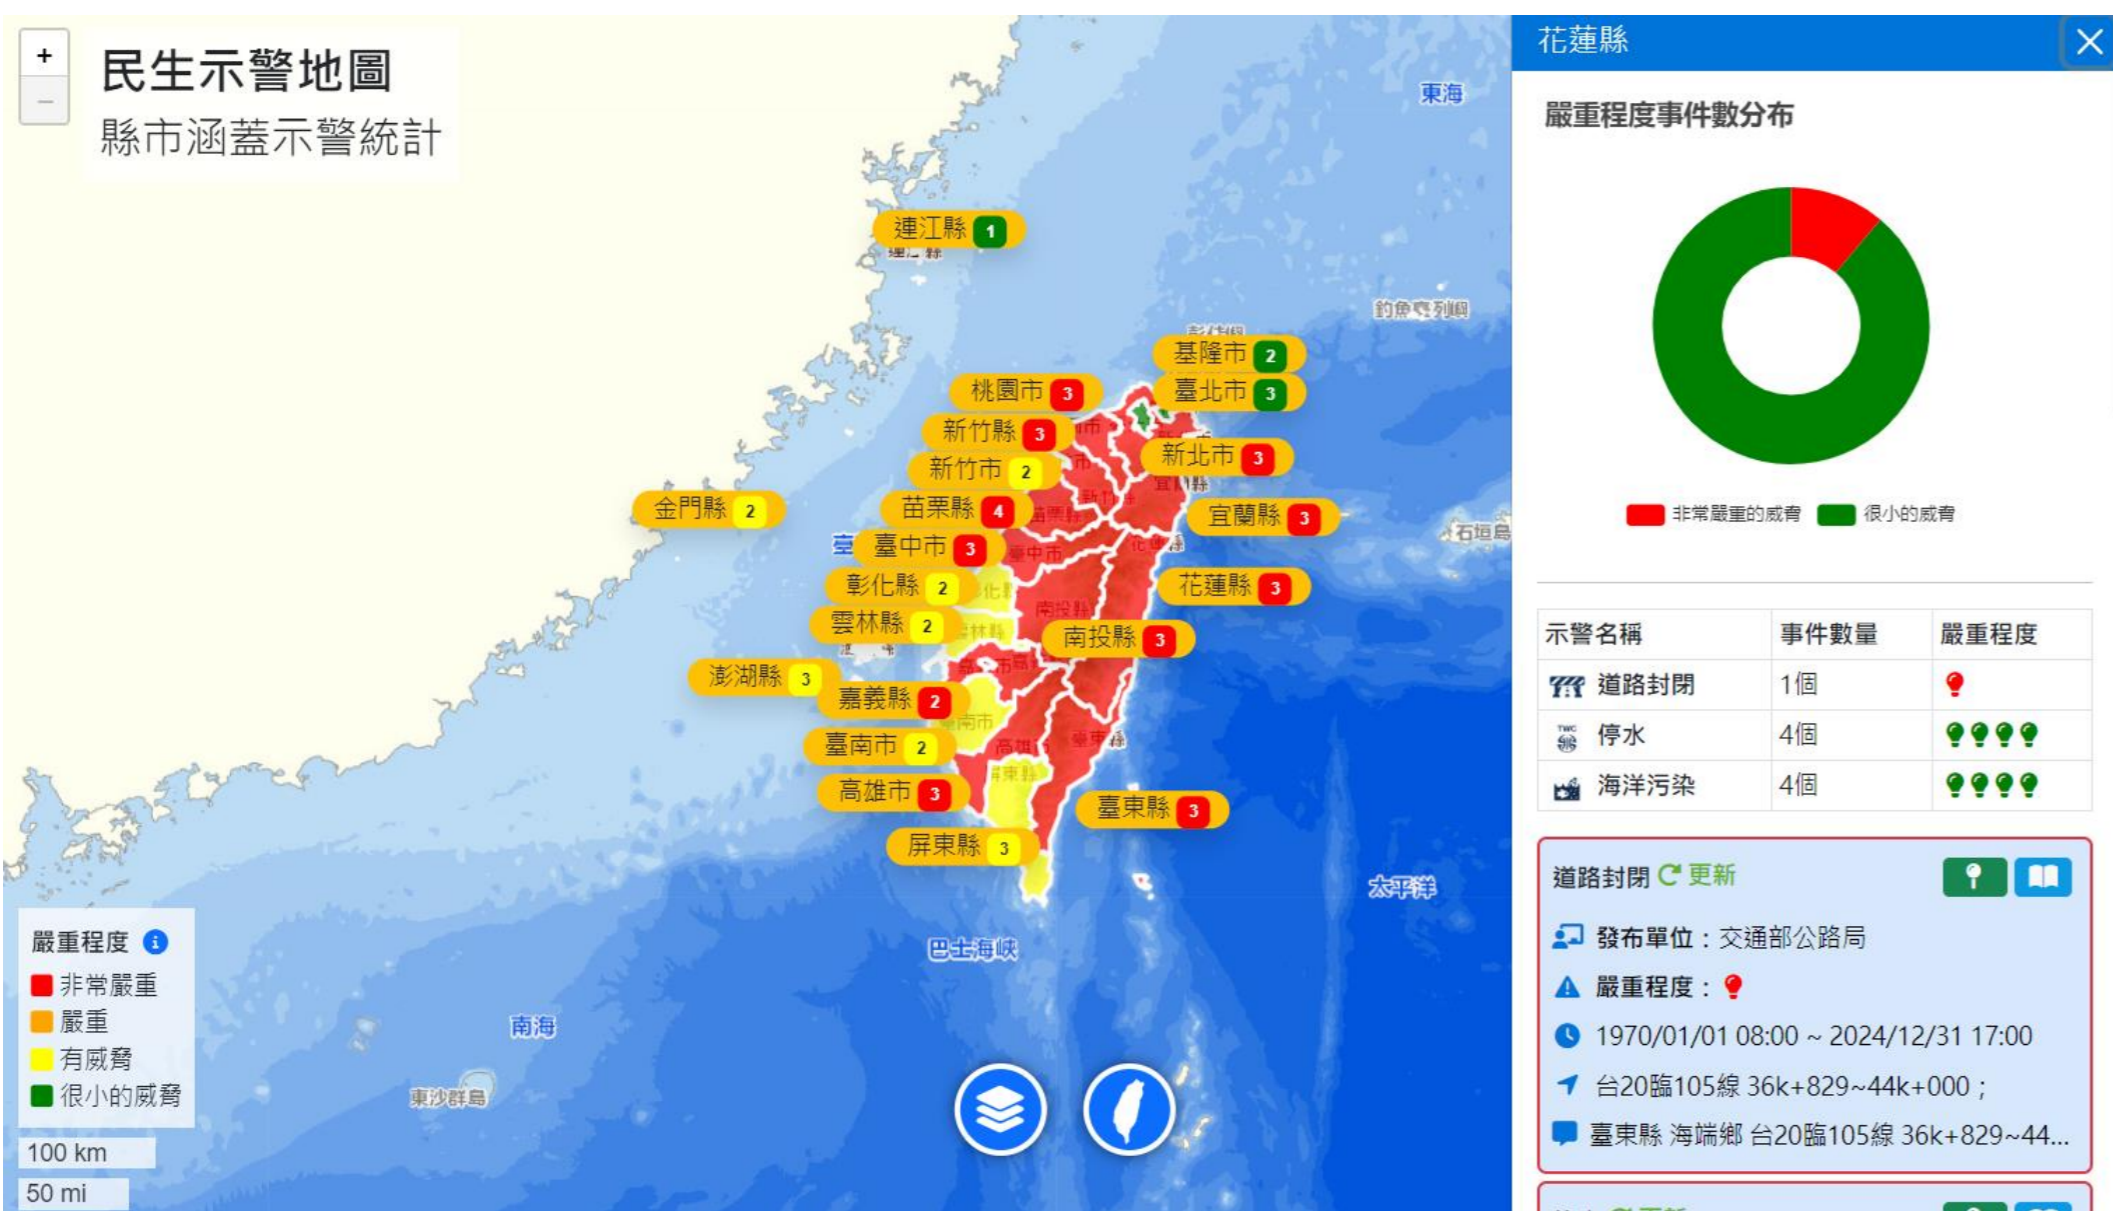 +
−
民生示警地圖
縣市涵蓋示警統計
東海
連江縣 1
釣魚臺列嶼
基隆市 2
桃園市 3
臺北市 3
新竹縣 3
新北市 3
新竹市 2
金門縣 2
苗栗縣 4
宜蘭縣 3
石垣島
臺中市 3
彰化縣 2
花蓮縣 3
雲林縣 2
南投縣 3
澎湖縣 3
嘉義縣 2
臺南市 2
高雄市 3
臺東縣 3
屏東縣 3
太平洋
巴士海峽
南海
東沙群島
嚴重程度
非常嚴重
嚴重
有威脅
很小的威脅
100 km
50 mi
花蓮縣
嚴重程度事件數分布
非常嚴重的威脅 很小的威脅
示警名稱 事件數量 嚴重程度
道路封閉 1個
停水 4個
海洋污染 4個
道路封閉 更新
發布單位：交通部公路局
嚴重程度：
1970/01/01 08:00 ~ 2024/12/31 17:00
台20臨105線 36k+829~44k+000；
臺東縣 海端鄉 台20臨105線 36k+829~44...